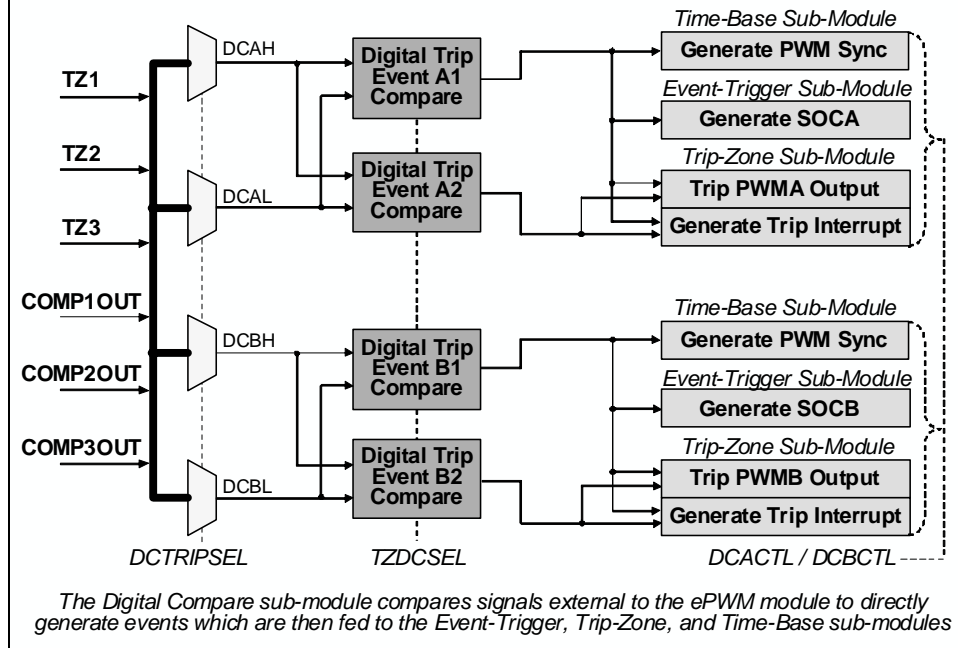 TZ1
TZ2
TZ3
COMP1OUT
COMP2OUT
COMP3OUT
DCAH
DCAL
DCBH
DCBL
DCTRIPSEL
Digital Trip
Event A1
Compare
Digital Trip
Event A2
Compare
Digital Trip
Event B1
Compare
Digital Trip
Event B2
Compare
TZDCSEL
Time-Base Sub-Module
Generate PWM Sync
Event-Trigger Sub-Module
Generate SOCA
Trip-Zone Sub-Module
Trip PWMA Output
Generate Trip Interrupt
Time-Base Sub-Module
Generate PWM Sync
Event-Trigger Sub-Module
Generate SOCB
Trip-Zone Sub-Module
Trip PWMB Output
Generate Trip Interrupt
DCACTL / DCBCTL
The Digital Compare sub-module compares signals external to the ePWM module to directly
generate events which are then fed to the Event-Trigger, Trip-Zone, and Time-Base sub-modules